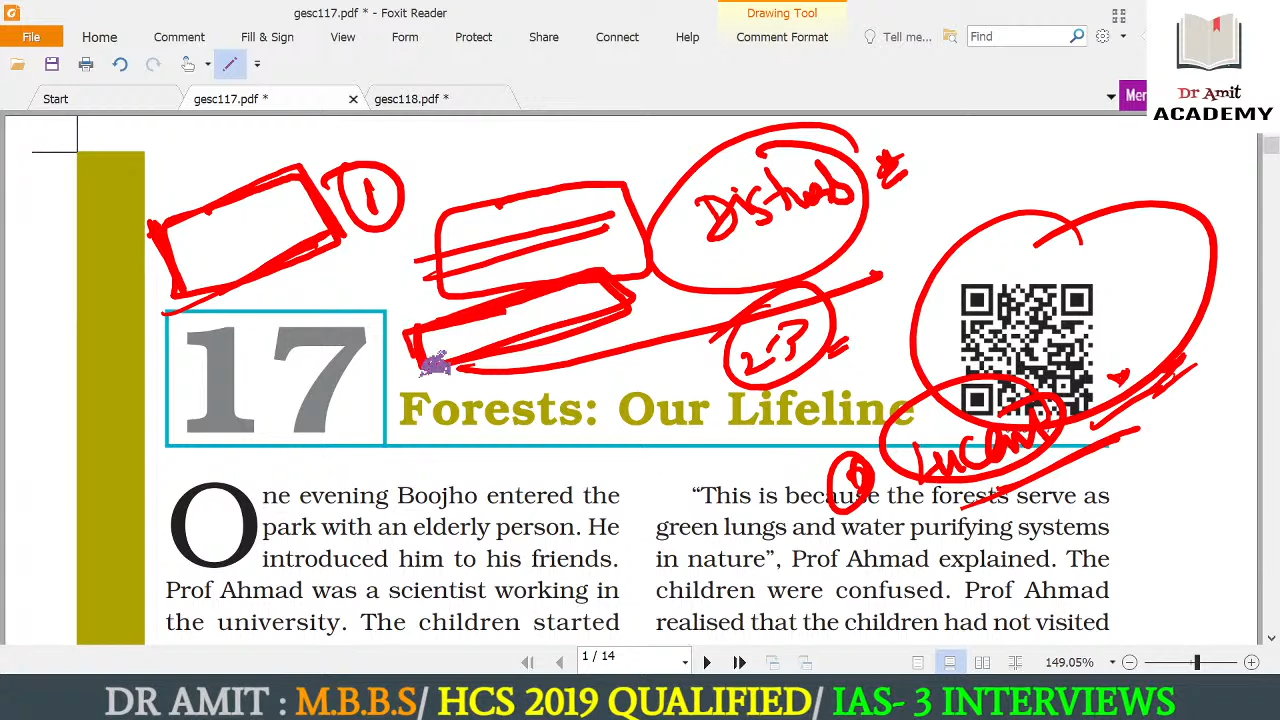 gesc117.pdf * - Foxit Reader
Drawing Tool
File Home Comment Fill & Sign View Form Protect Share Connect Help Comment Format Tell me... Find
Start gesc117.pdf * gesc118.pdf *
Dr Amit
ACADEMY
1
Disturb
17
2-3
Forests: Our Lifeline
Lucent
One evening Boojho entered the
park with an elderly person. He
introduced him to his friends.
Prof Ahmad was a scientist working in
the university. The children started
“This is because the forests serve as
green lungs and water purifying systems
in nature”, Prof Ahmad explained. The
children were confused. Prof Ahmad
realised that the children had not visited
1 / 14
149.05%
DR AMIT : M.B.B.S/ HCS 2019 QUALIFIED/ IAS- 3 INTERVIEWS